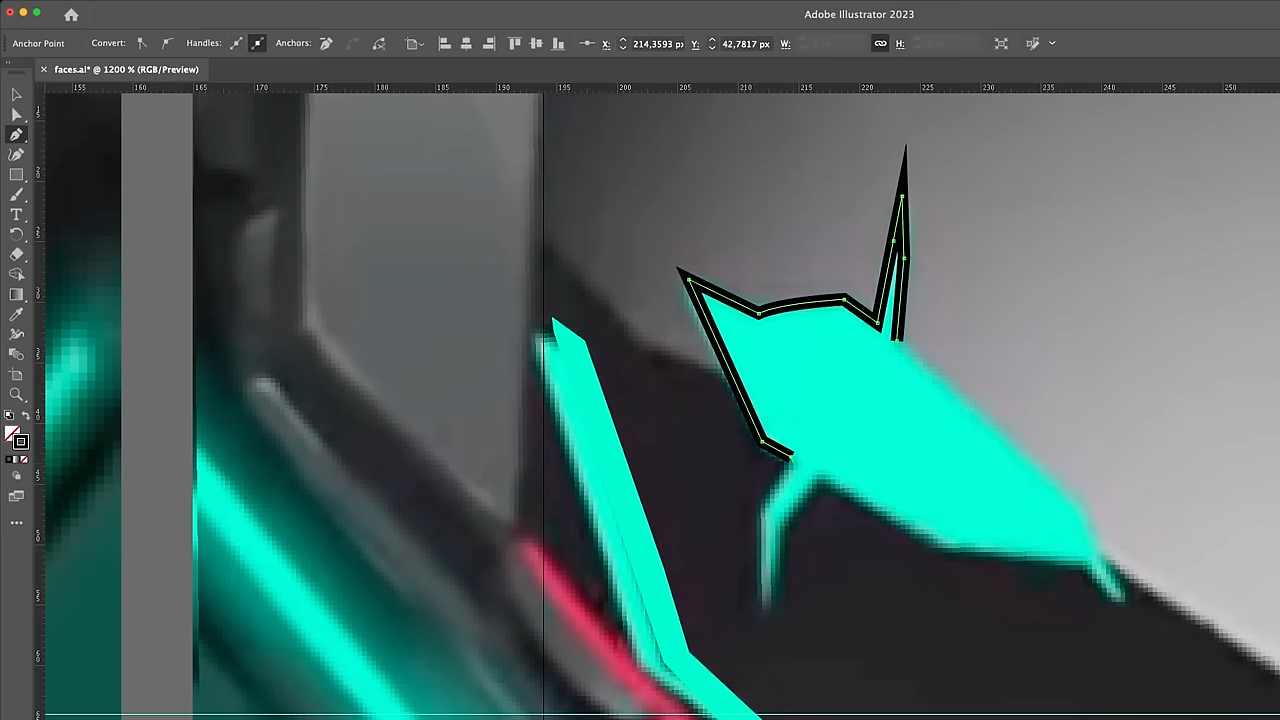 Adobe Illustrator 2023
Anchor Point Convert: Handles: Anchors: X: 214,3593 p Y: 42,7817 px W: H:
faces.ai* @ 1200 % (RGB/Preview)
155 160 165 170 175 180 185 190 195 200 205 210 215 220 225 230 235 240 245 250